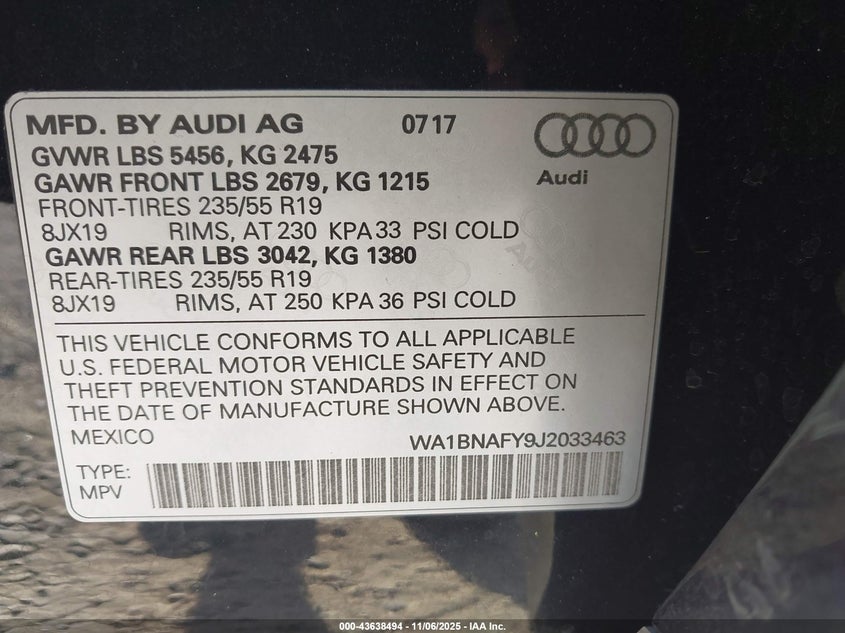 MFD. BY AUDI AG 0717
GVWR LBS 5456, KG 2475
GAWR FRONT LBS 2679, KG 1215
FRONT-TIRES 235/55 R19
8JX19 RIMS, AT 230 KPA 33 PSI COLD
GAWR REAR LBS 3042, KG 1380
REAR-TIRES 235/55 R19
8JX19 RIMS, AT 250 KPA 36 PSI COLD
Audi
THIS VEHICLE CONFORMS TO ALL APPLICABLE
U.S. FEDERAL MOTOR VEHICLE SAFETY AND
THEFT PREVENTION STANDARDS IN EFFECT ON
THE DATE OF MANUFACTURE SHOWN ABOVE.
MEXICO WA1BNAFY9J2033463
TYPE:
MPV
000-43638494 - 11/06/2025 - IAA Inc.